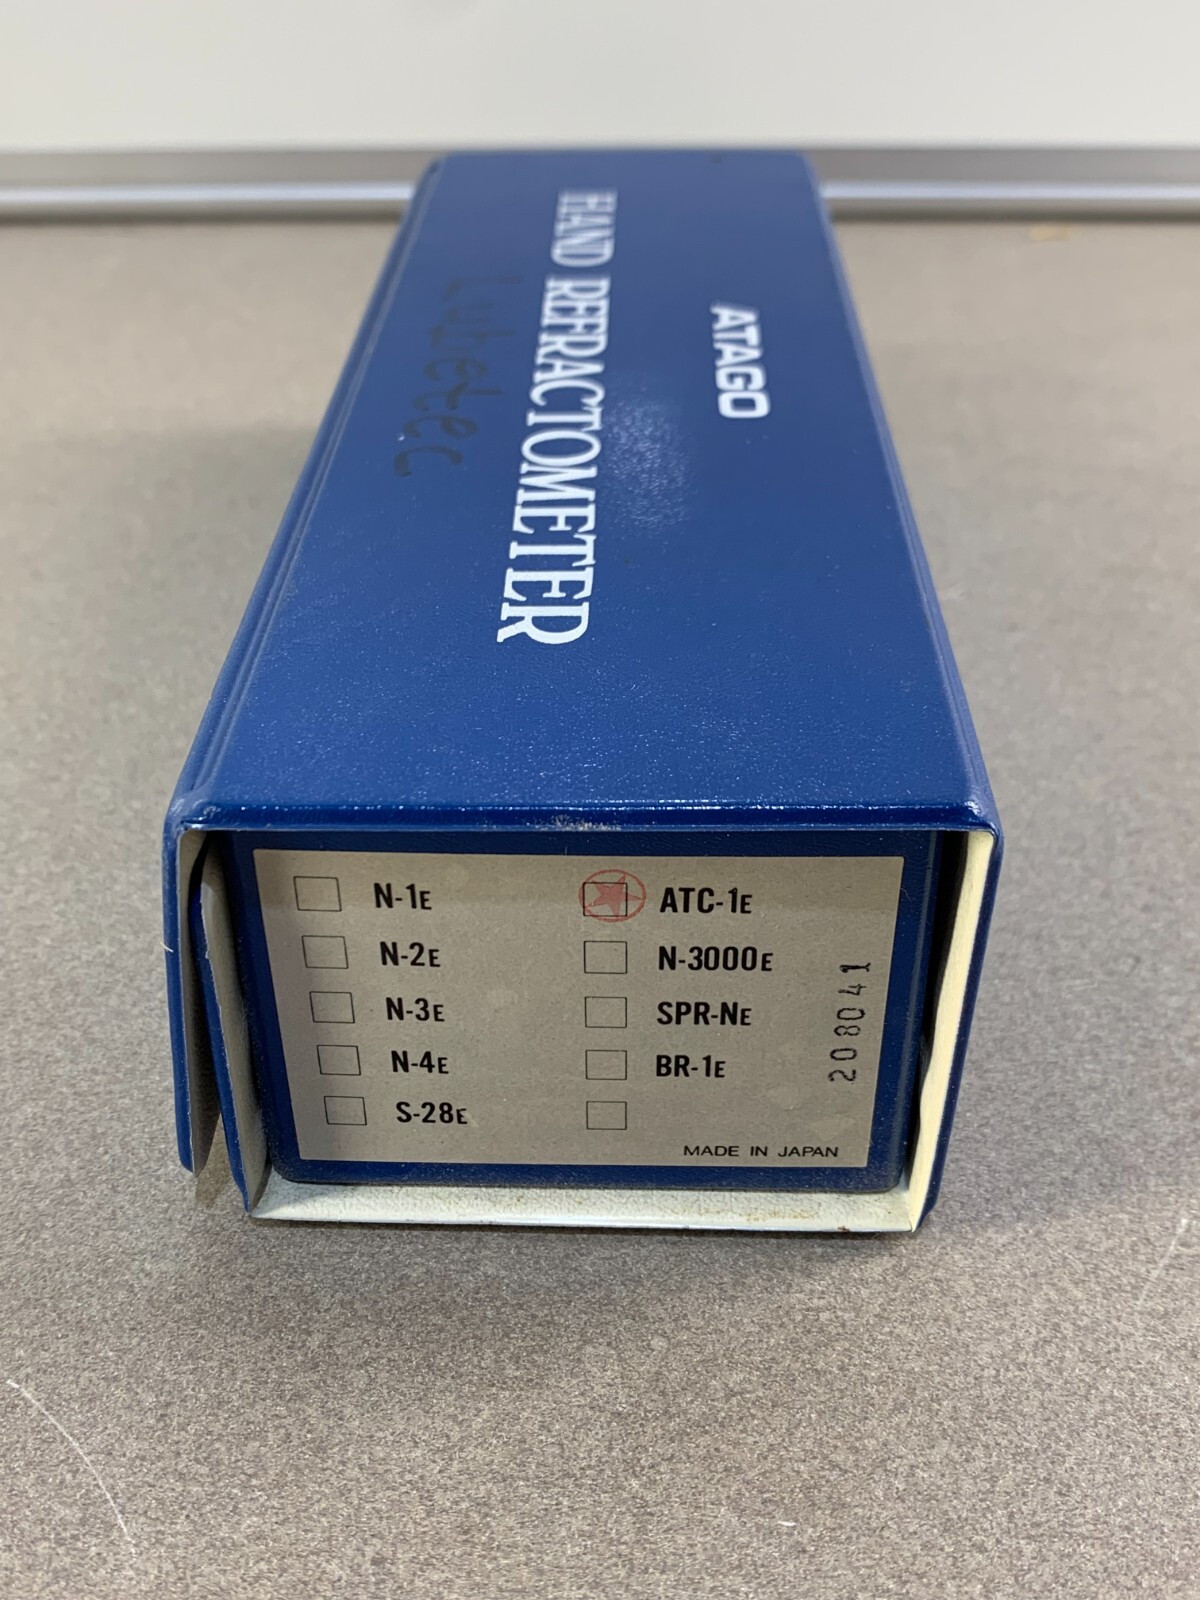 ATAGO
HAND REFRACTOMETER
Lubetec
N-1E
N-2E
N-3E
N-4E
S-28E
ATC-1E
N-3000E
SPR-NE
BR-1E
208041
MADE IN JAPAN